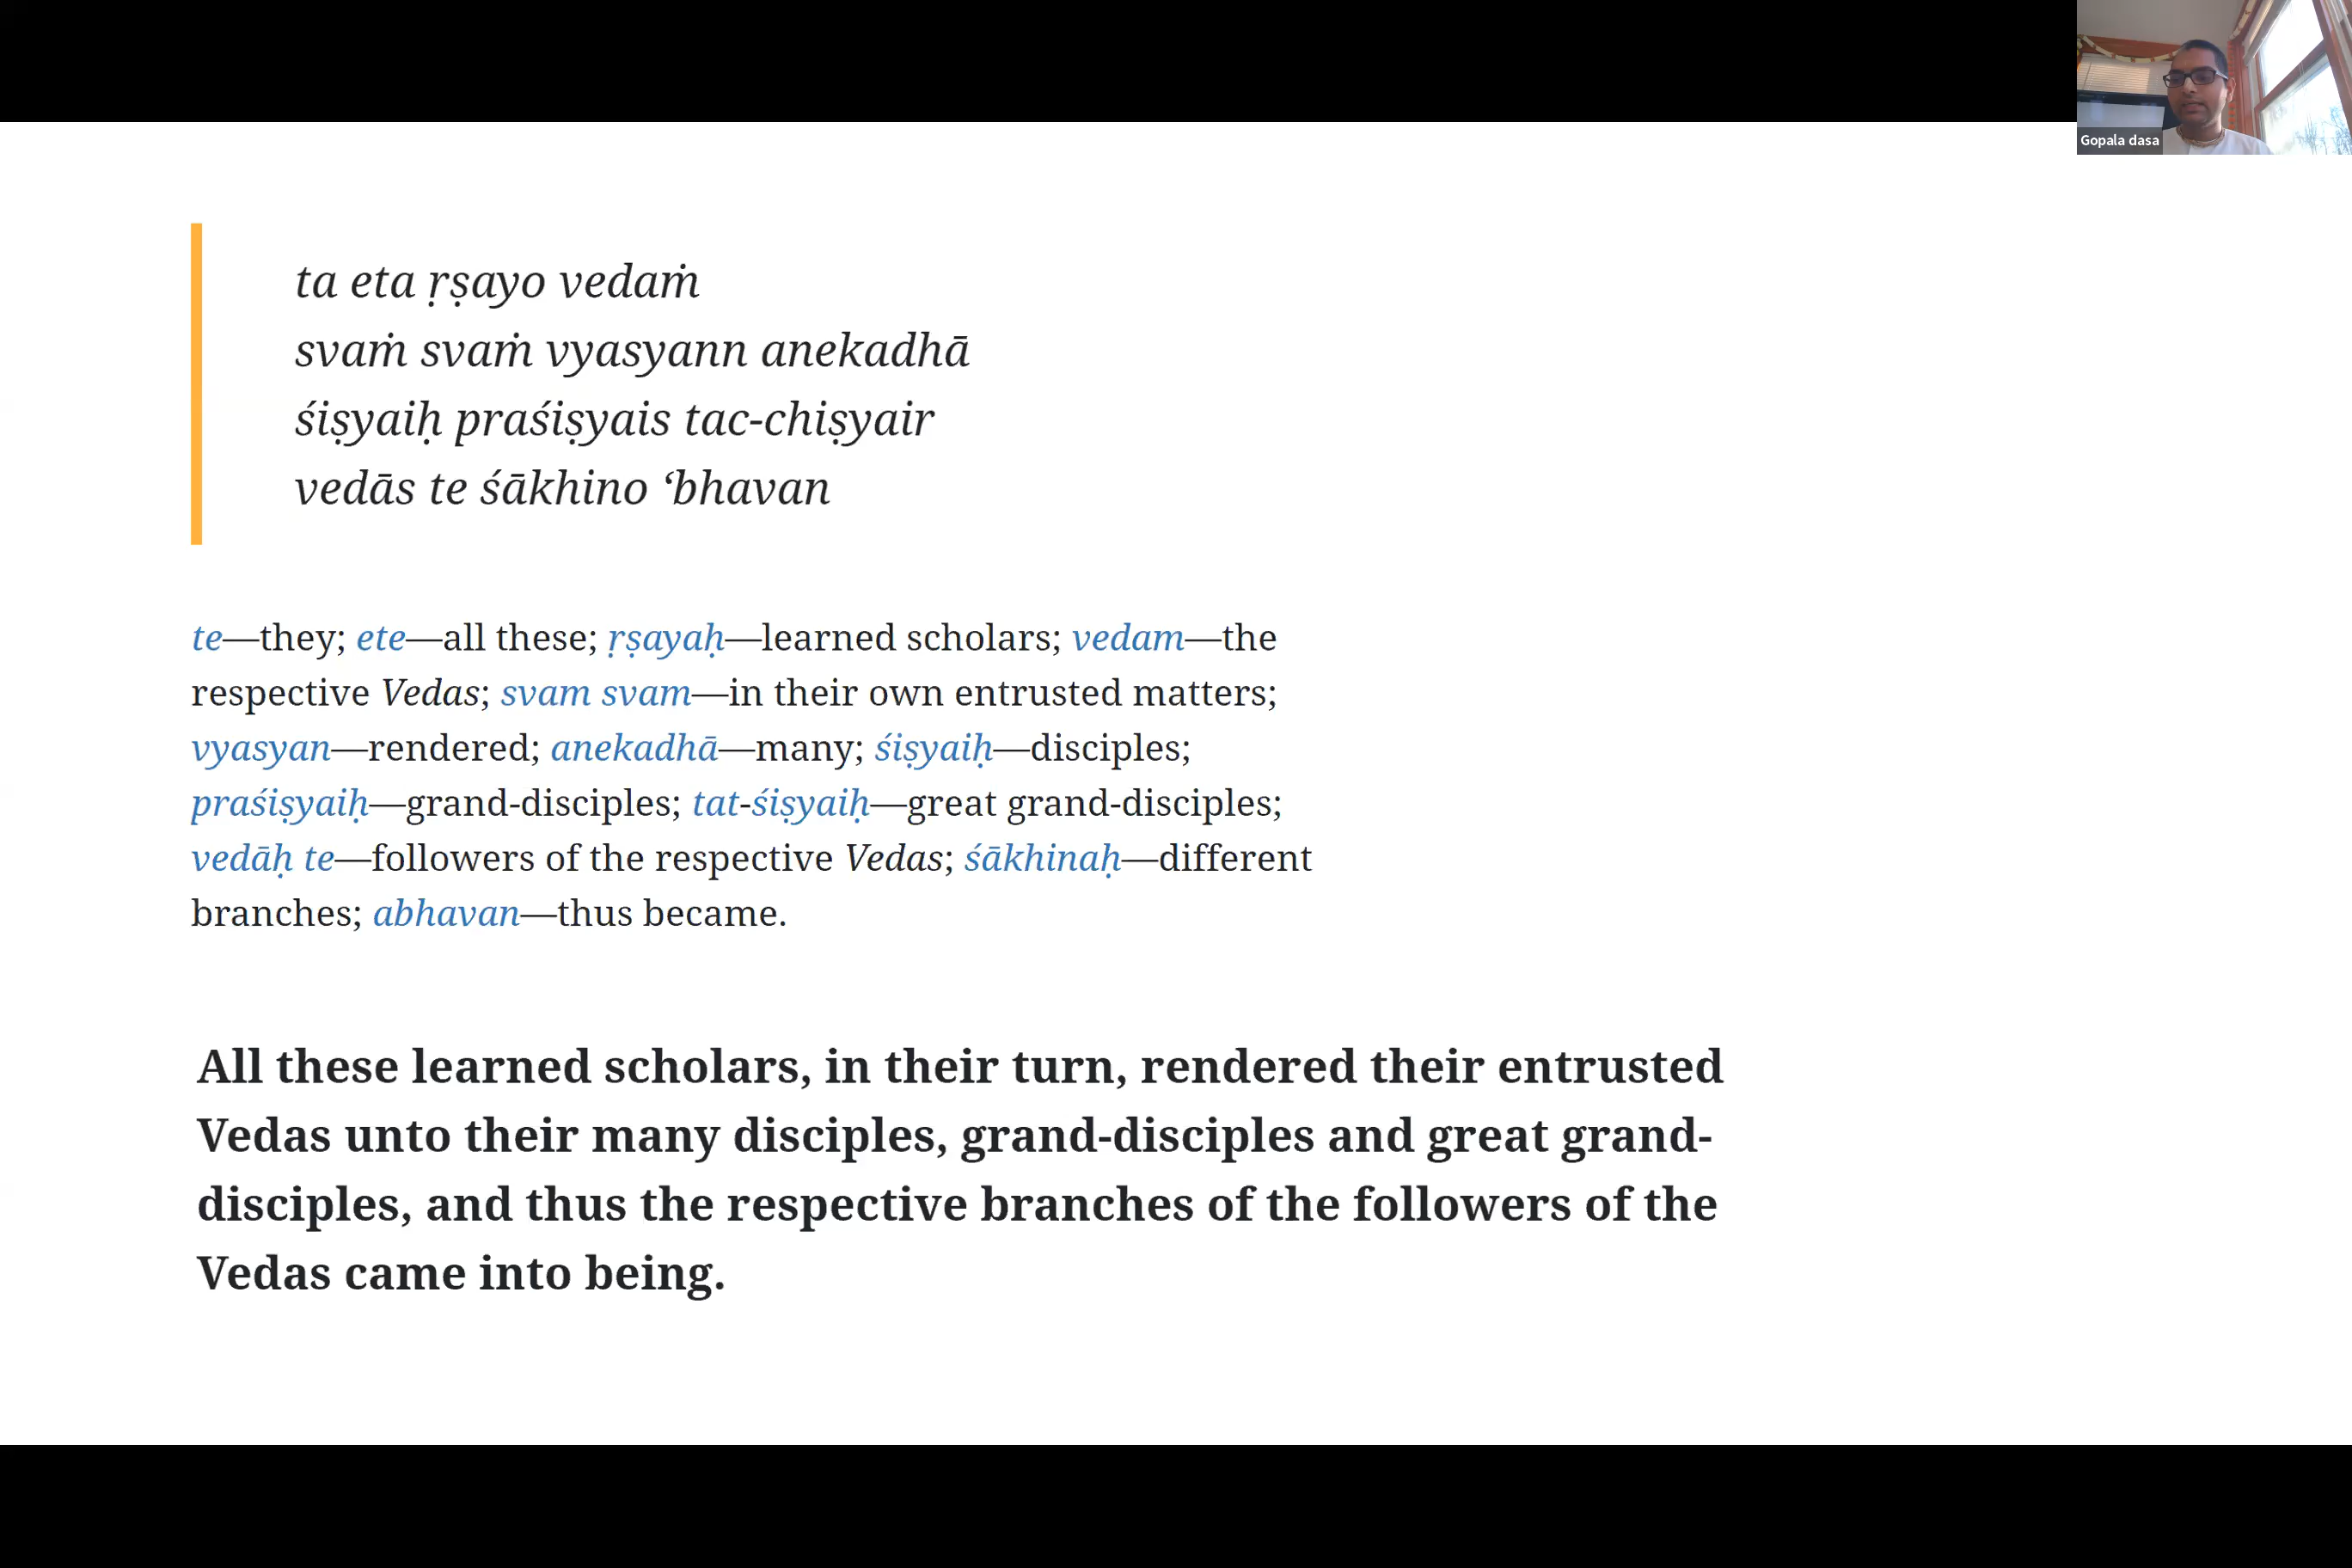 Gopala dasa
ta eta ṛṣayo vedaṁ
svaṁ svaṁ vyasyann anekadhā
śiṣyaiḥ praśiṣyais tac-chiṣyair
vedās te śākhino ‘bhavan
te—they; ete—all these; ṛṣayaḥ—learned scholars; vedam—the
respective Vedas; svam svam—in their own entrusted matters;
vyasyan—rendered; anekadhā—many; śiṣyaiḥ—disciples;
praśiṣyaiḥ—grand-disciples; tat-śiṣyaiḥ—great grand-disciples;
vedāḥ te—followers of the respective Vedas; śākhinaḥ—different
branches; abhavan—thus became.
All these learned scholars, in their turn, rendered their entrusted
Vedas unto their many disciples, grand-disciples and great grand-
disciples, and thus the respective branches of the followers of the
Vedas came into being.